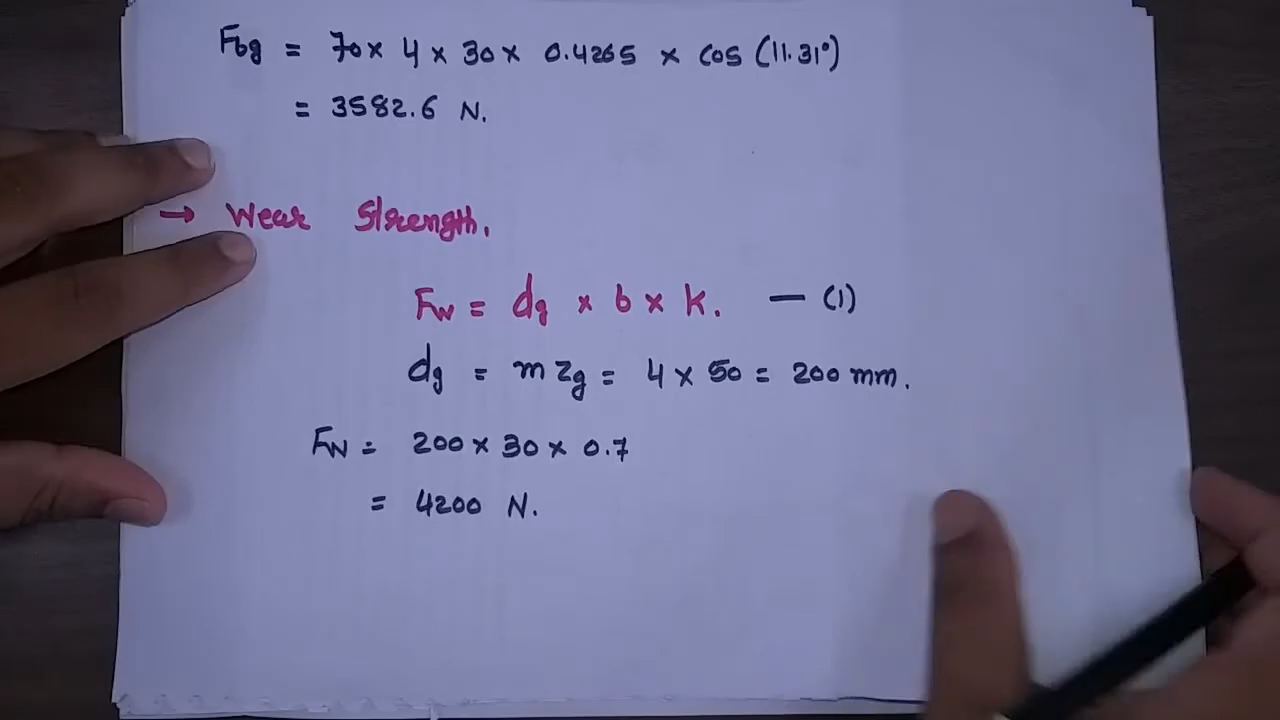 Fbg = 70 × 4 × 30 × 0.4265 × cos (11.31°)
= 3582.6 N.
→ Wear Strength.
Fw = dg × b × k. — (1)
dg = m zg = 4 × 50 = 200 mm.
Fw = 200 × 30 × 0.7
= 4200 N.